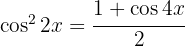 cos² 2x = (1 + cos 4x) / 2